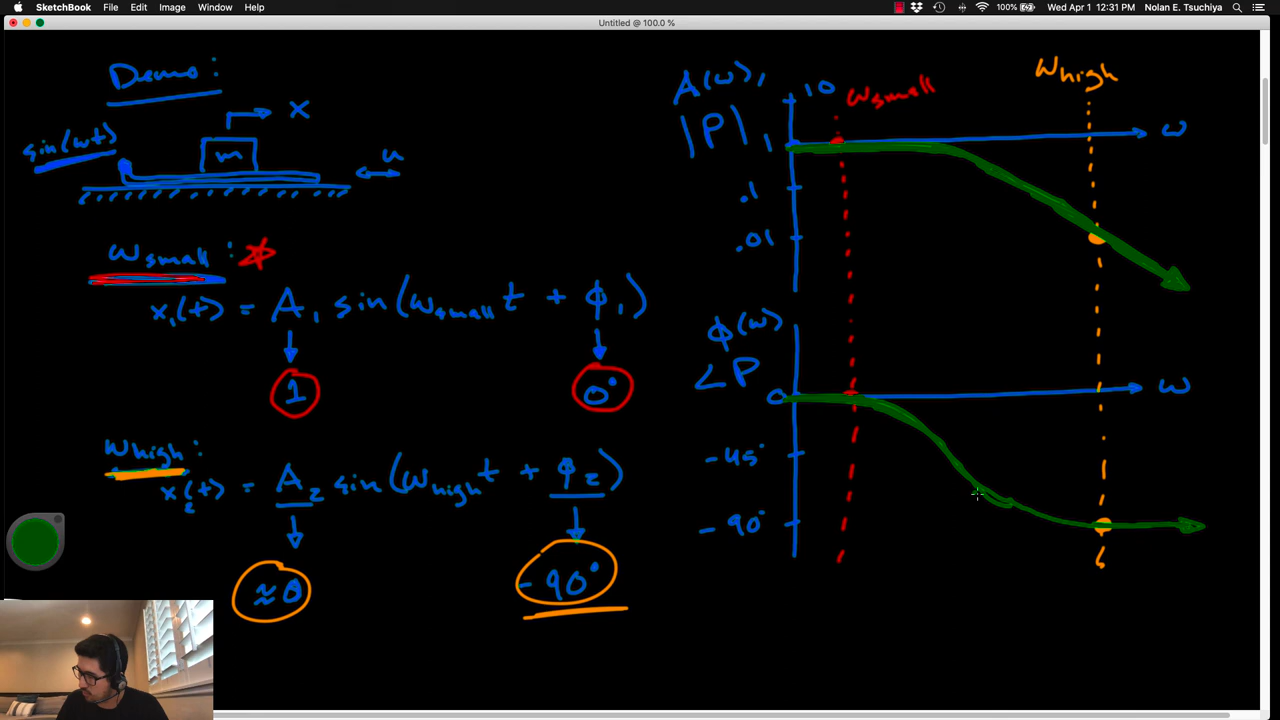 SketchBook File Edit Image Window Help
100% Wed Apr 1 12:31 PM Nolan E. Tsuchiya
Untitled @ 100.0 %
Demo:
x
sin(ωt)
m
u
ωsmall:
x₁(t) = A₁ sin(ωsmall t + ϕ₁)
1
0°
ωhigh:
x₂(t) = A₂ sin(ωhigh t + ϕ₂)
≈0
-90°
A(ω),
|P|
10
1
.1
.01
ωsmall
ωhigh
ω
ϕ(ω)
∠P
0
-45°
-90°
ω